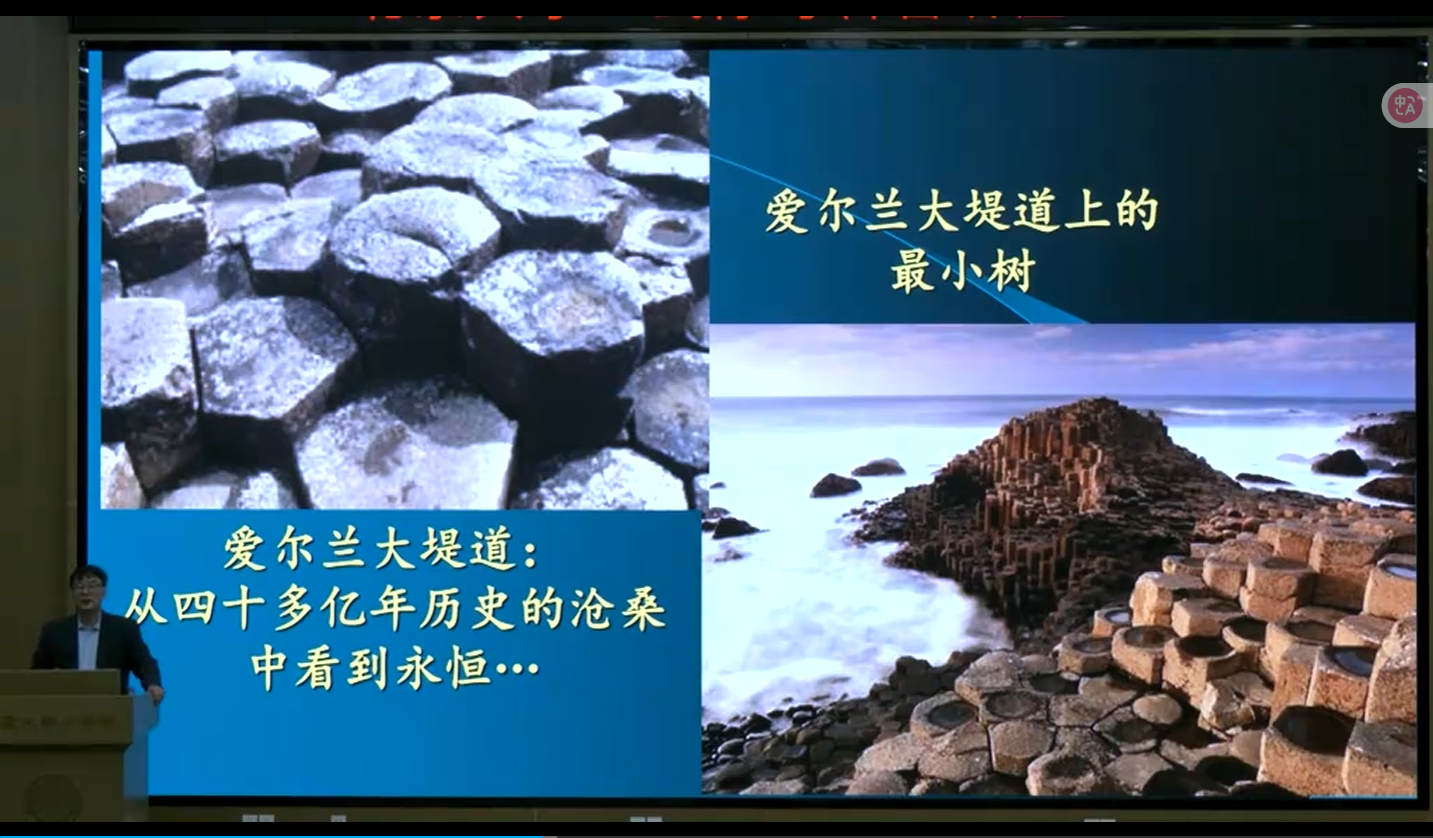 爱尔兰大堤道上的
最小树
爱尔兰大堤道：
从四十多亿年历史的沧桑
中看到永恒…